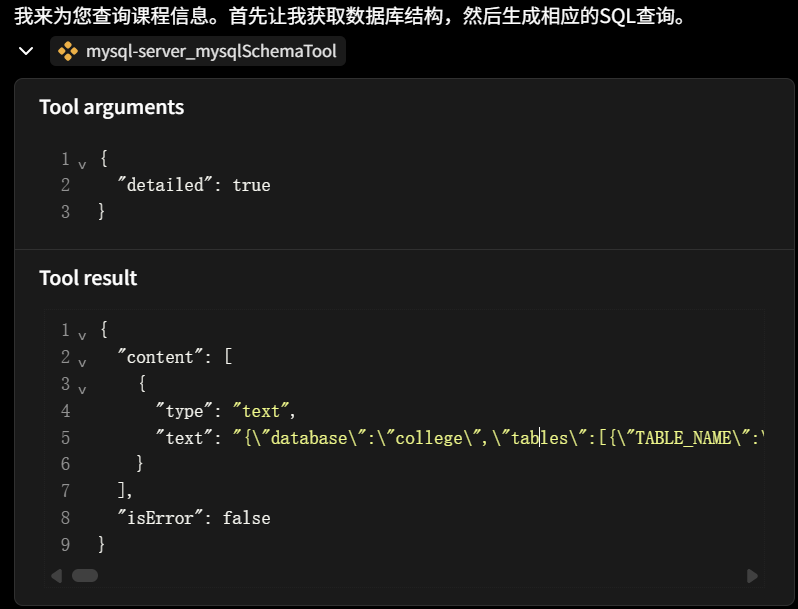 我来为您查询课程信息。首先让我获取数据库结构，然后生成相应的SQL查询。
mysql-server_mysqlSchemaTool
Tool arguments
1 {
2 "detailed": true
3 }
Tool result
1 {
2 "content": [
3 {
4 "type": "text",
5 "text": "{\"database\":\"college\",\"tables\":[{\"TABLE_NAME\":\
6 }
7 ],
8 "isError": false
9 }